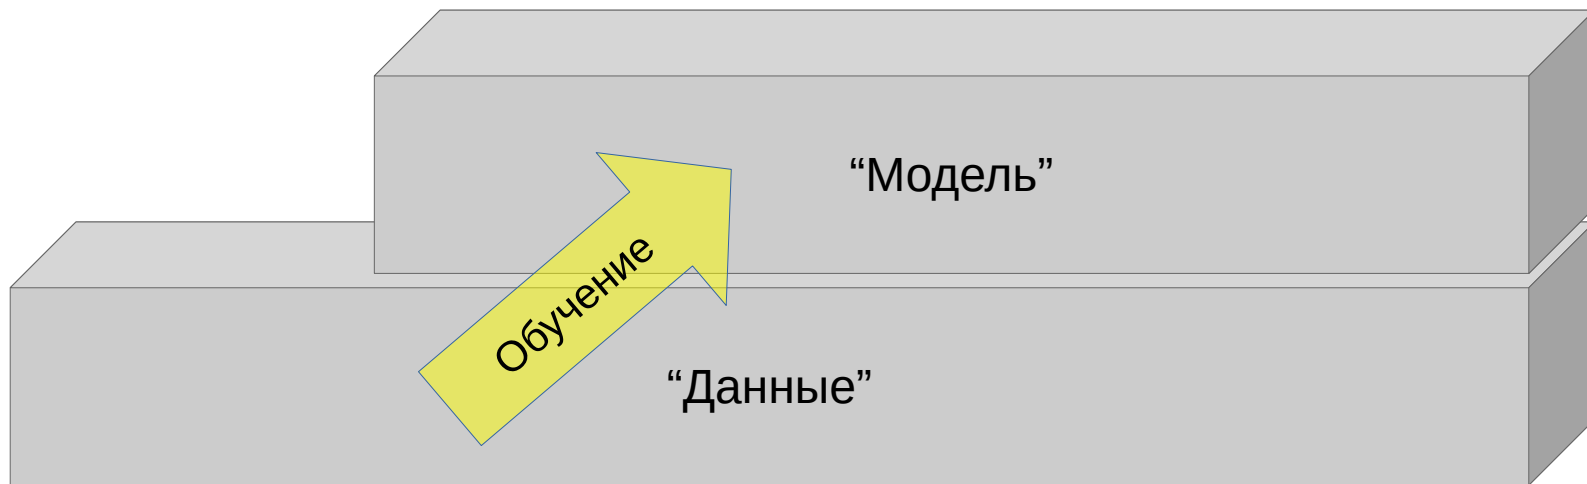 “Модель”
Обучение
“Данные”